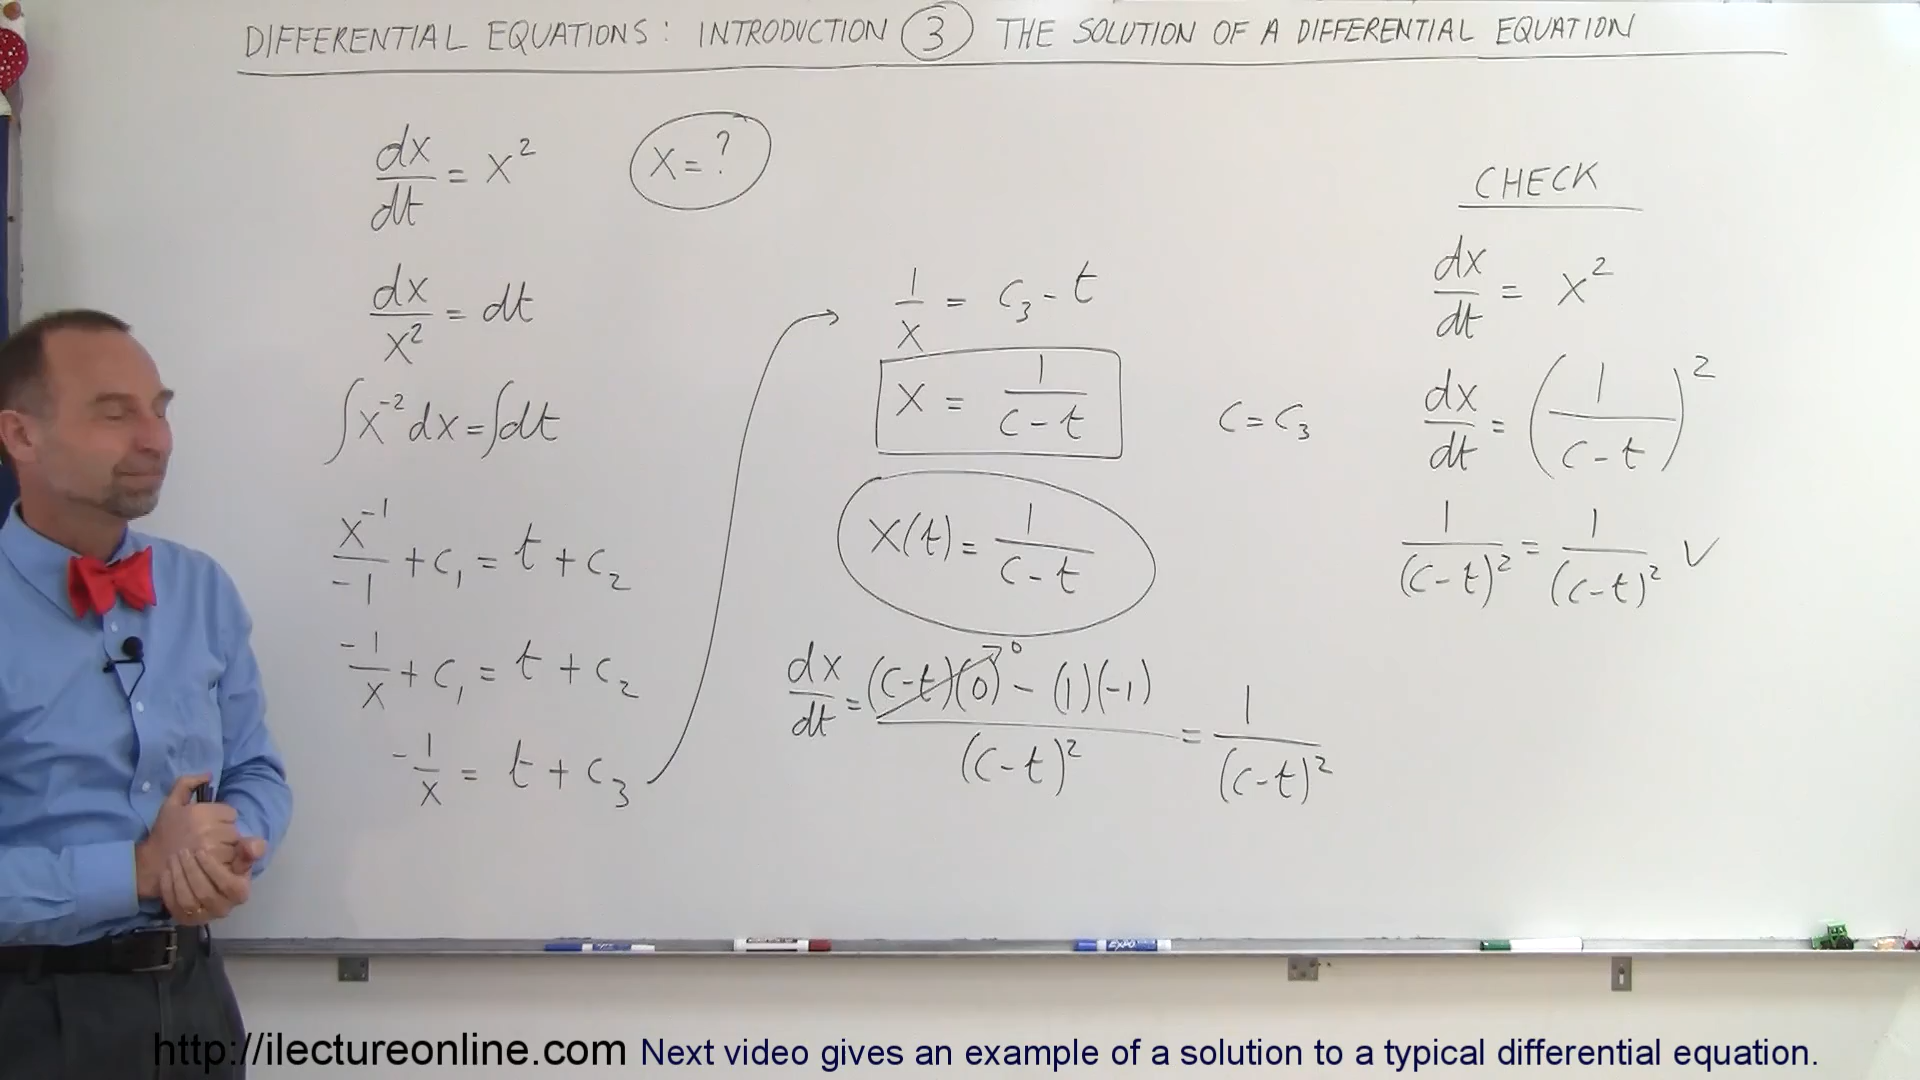 DIFFERENTIAL EQUATIONS: INTRODUCTION 3 THE SOLUTION OF A DIFFERENTIAL EQUATION
dx/dt = x²
x = ?
dx/x² = dt
∫x⁻²dx = ∫dt
x⁻¹/-1 + c₁ = t + c₂
-1/x + c₁ = t + c₂
-1/x = t + c₃
1/x = c₃ - t
x = 1/(c - t)
c = c₃
x(t) = 1/(c - t)
dx/dt = ((c - t)(0)→0 - (1)(-1))/(c - t)² = 1/(c - t)²
CHECK
dx/dt = x²
dx/dt = (1/(c - t))²
1/(c - t)² = 1/(c - t)² ✓
EXPO
http://ilectureonline.com Next video gives an example of a solution to a typical differential equation.